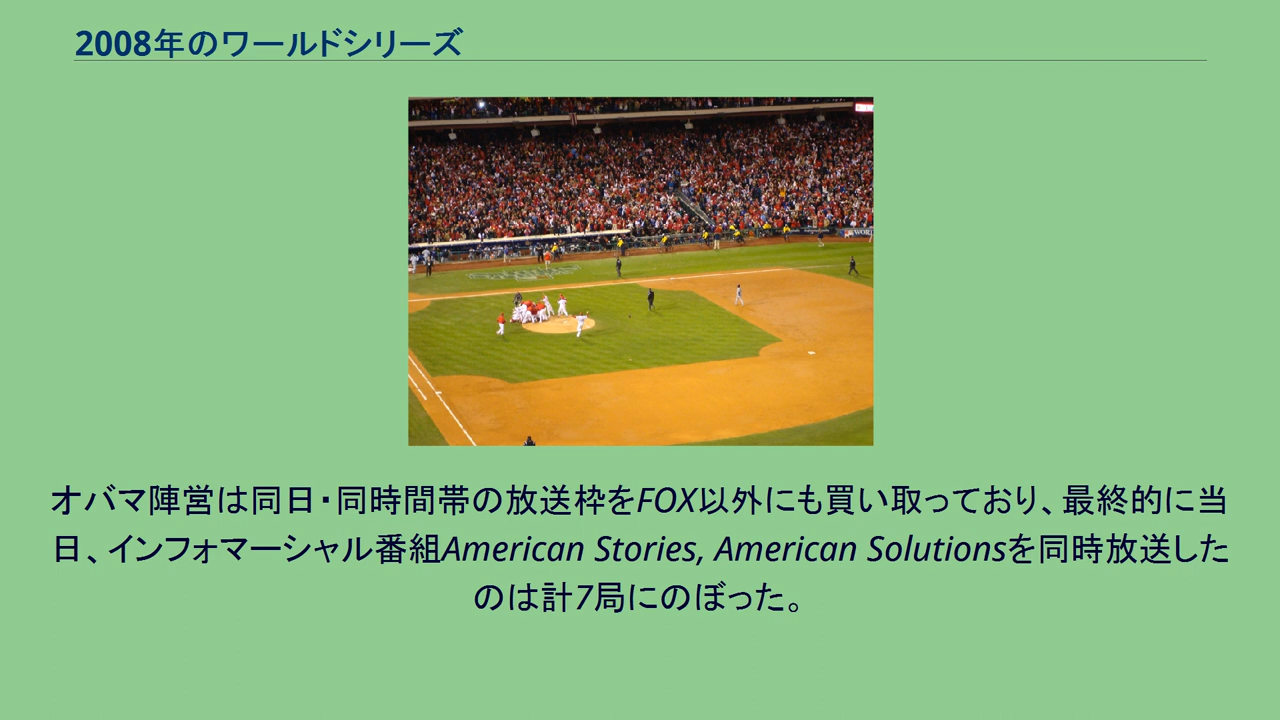 2008年のワールドシリーズ
オバマ陣営は同日・同時間帯の放送枠をFOX以外にも買い取っており、最終的に当
日、インフォマーシャル番組American Stories, American Solutionsを同時放送した
のは計7局にのぼった。